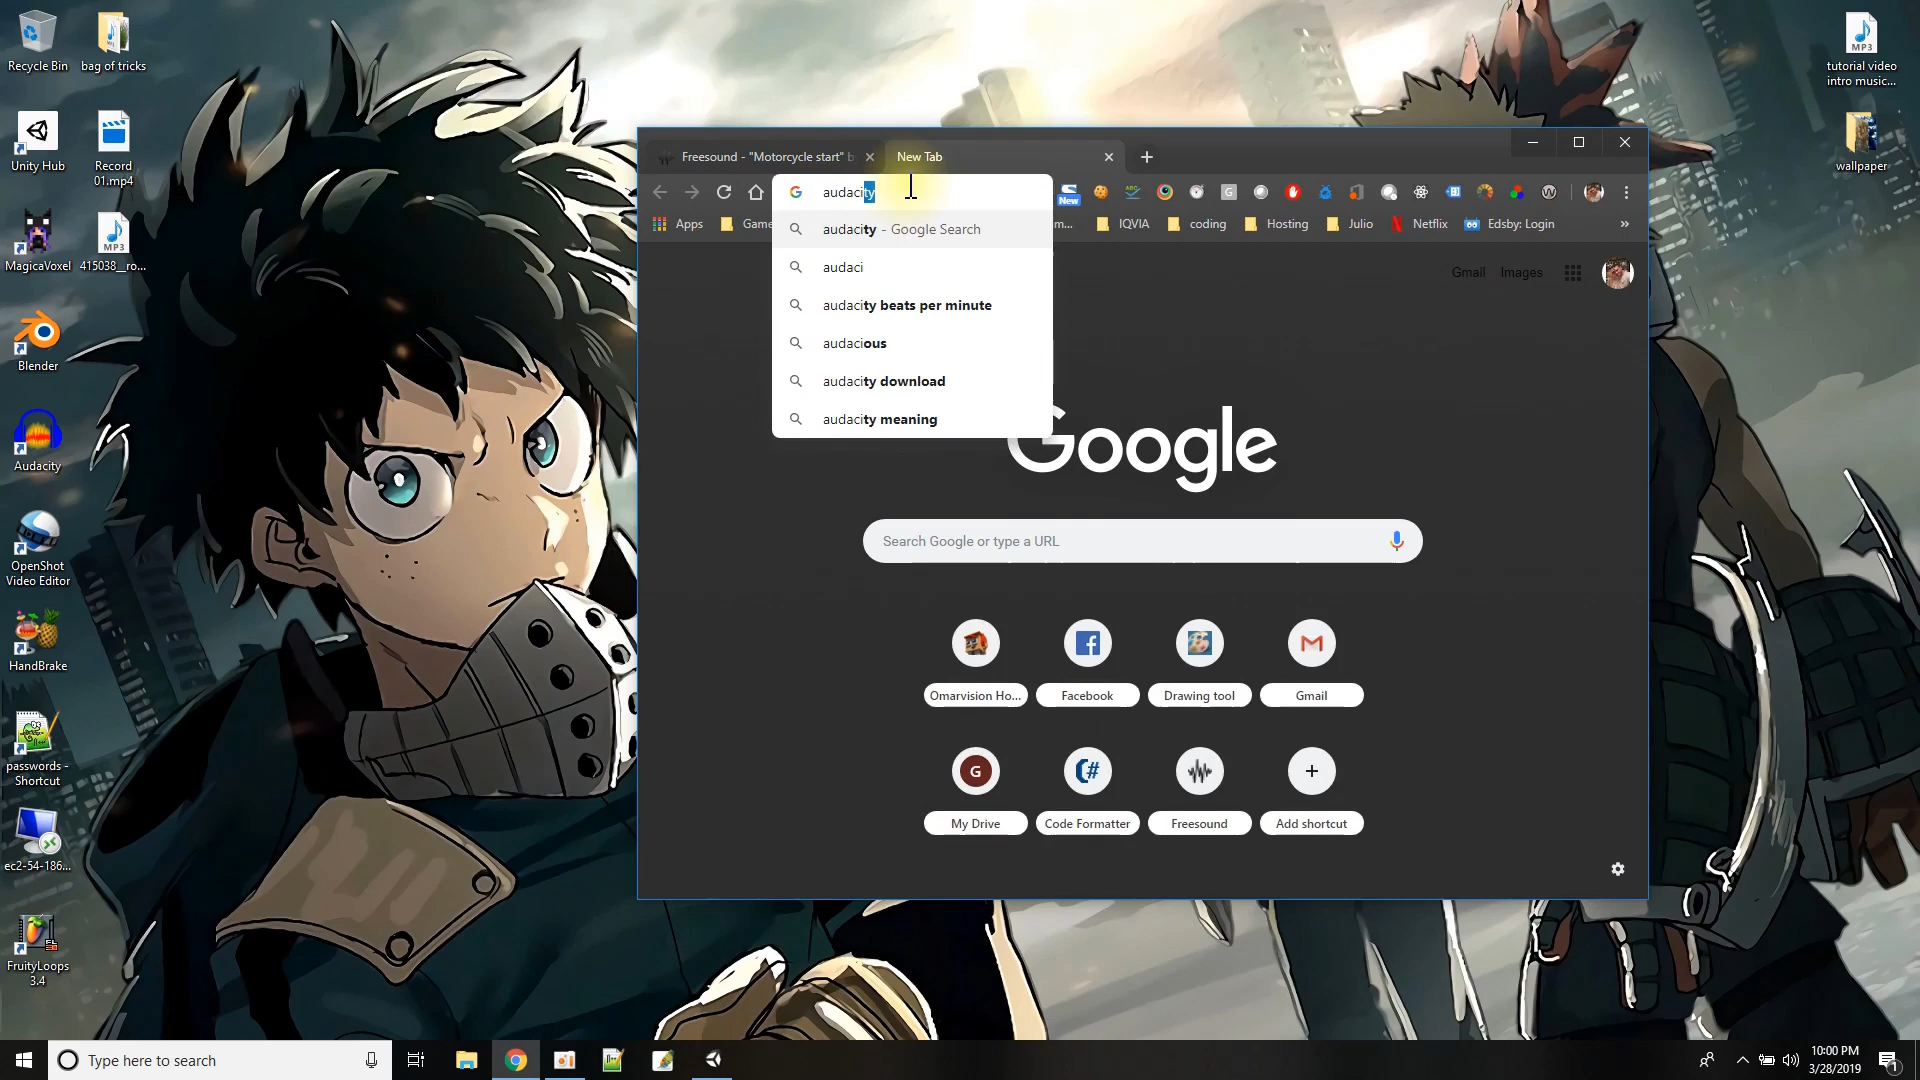 Recycle Bin
bag of tricks
Unity Hub
Record
01.mp4
MagicaVoxel
415038__ro...
Blender
Audacity
OpenShot
Video Editor
HandBrake
passwords -
Shortcut
ec2-54-186...
FruityLoops
3.4
MP3
tutorial video
intro music...
wallpaper
Freesound - "Motorcycle start" b
New Tab
audacity
New
Apps
Game
m...
IQVIA
coding
Hosting
Julio
Netflix
Edsby: Login
»
audacity - Google Search
audaci
audacity beats per minute
audacious
audacity download
audacity meaning
Gmail
Images
Google
Search Google or type a URL
Omarvision Ho...
Facebook
Drawing tool
Gmail
G
My Drive
C#
Code Formatter
Freesound
Add shortcut
Type here to search
10:00 PM
3/28/2019
1